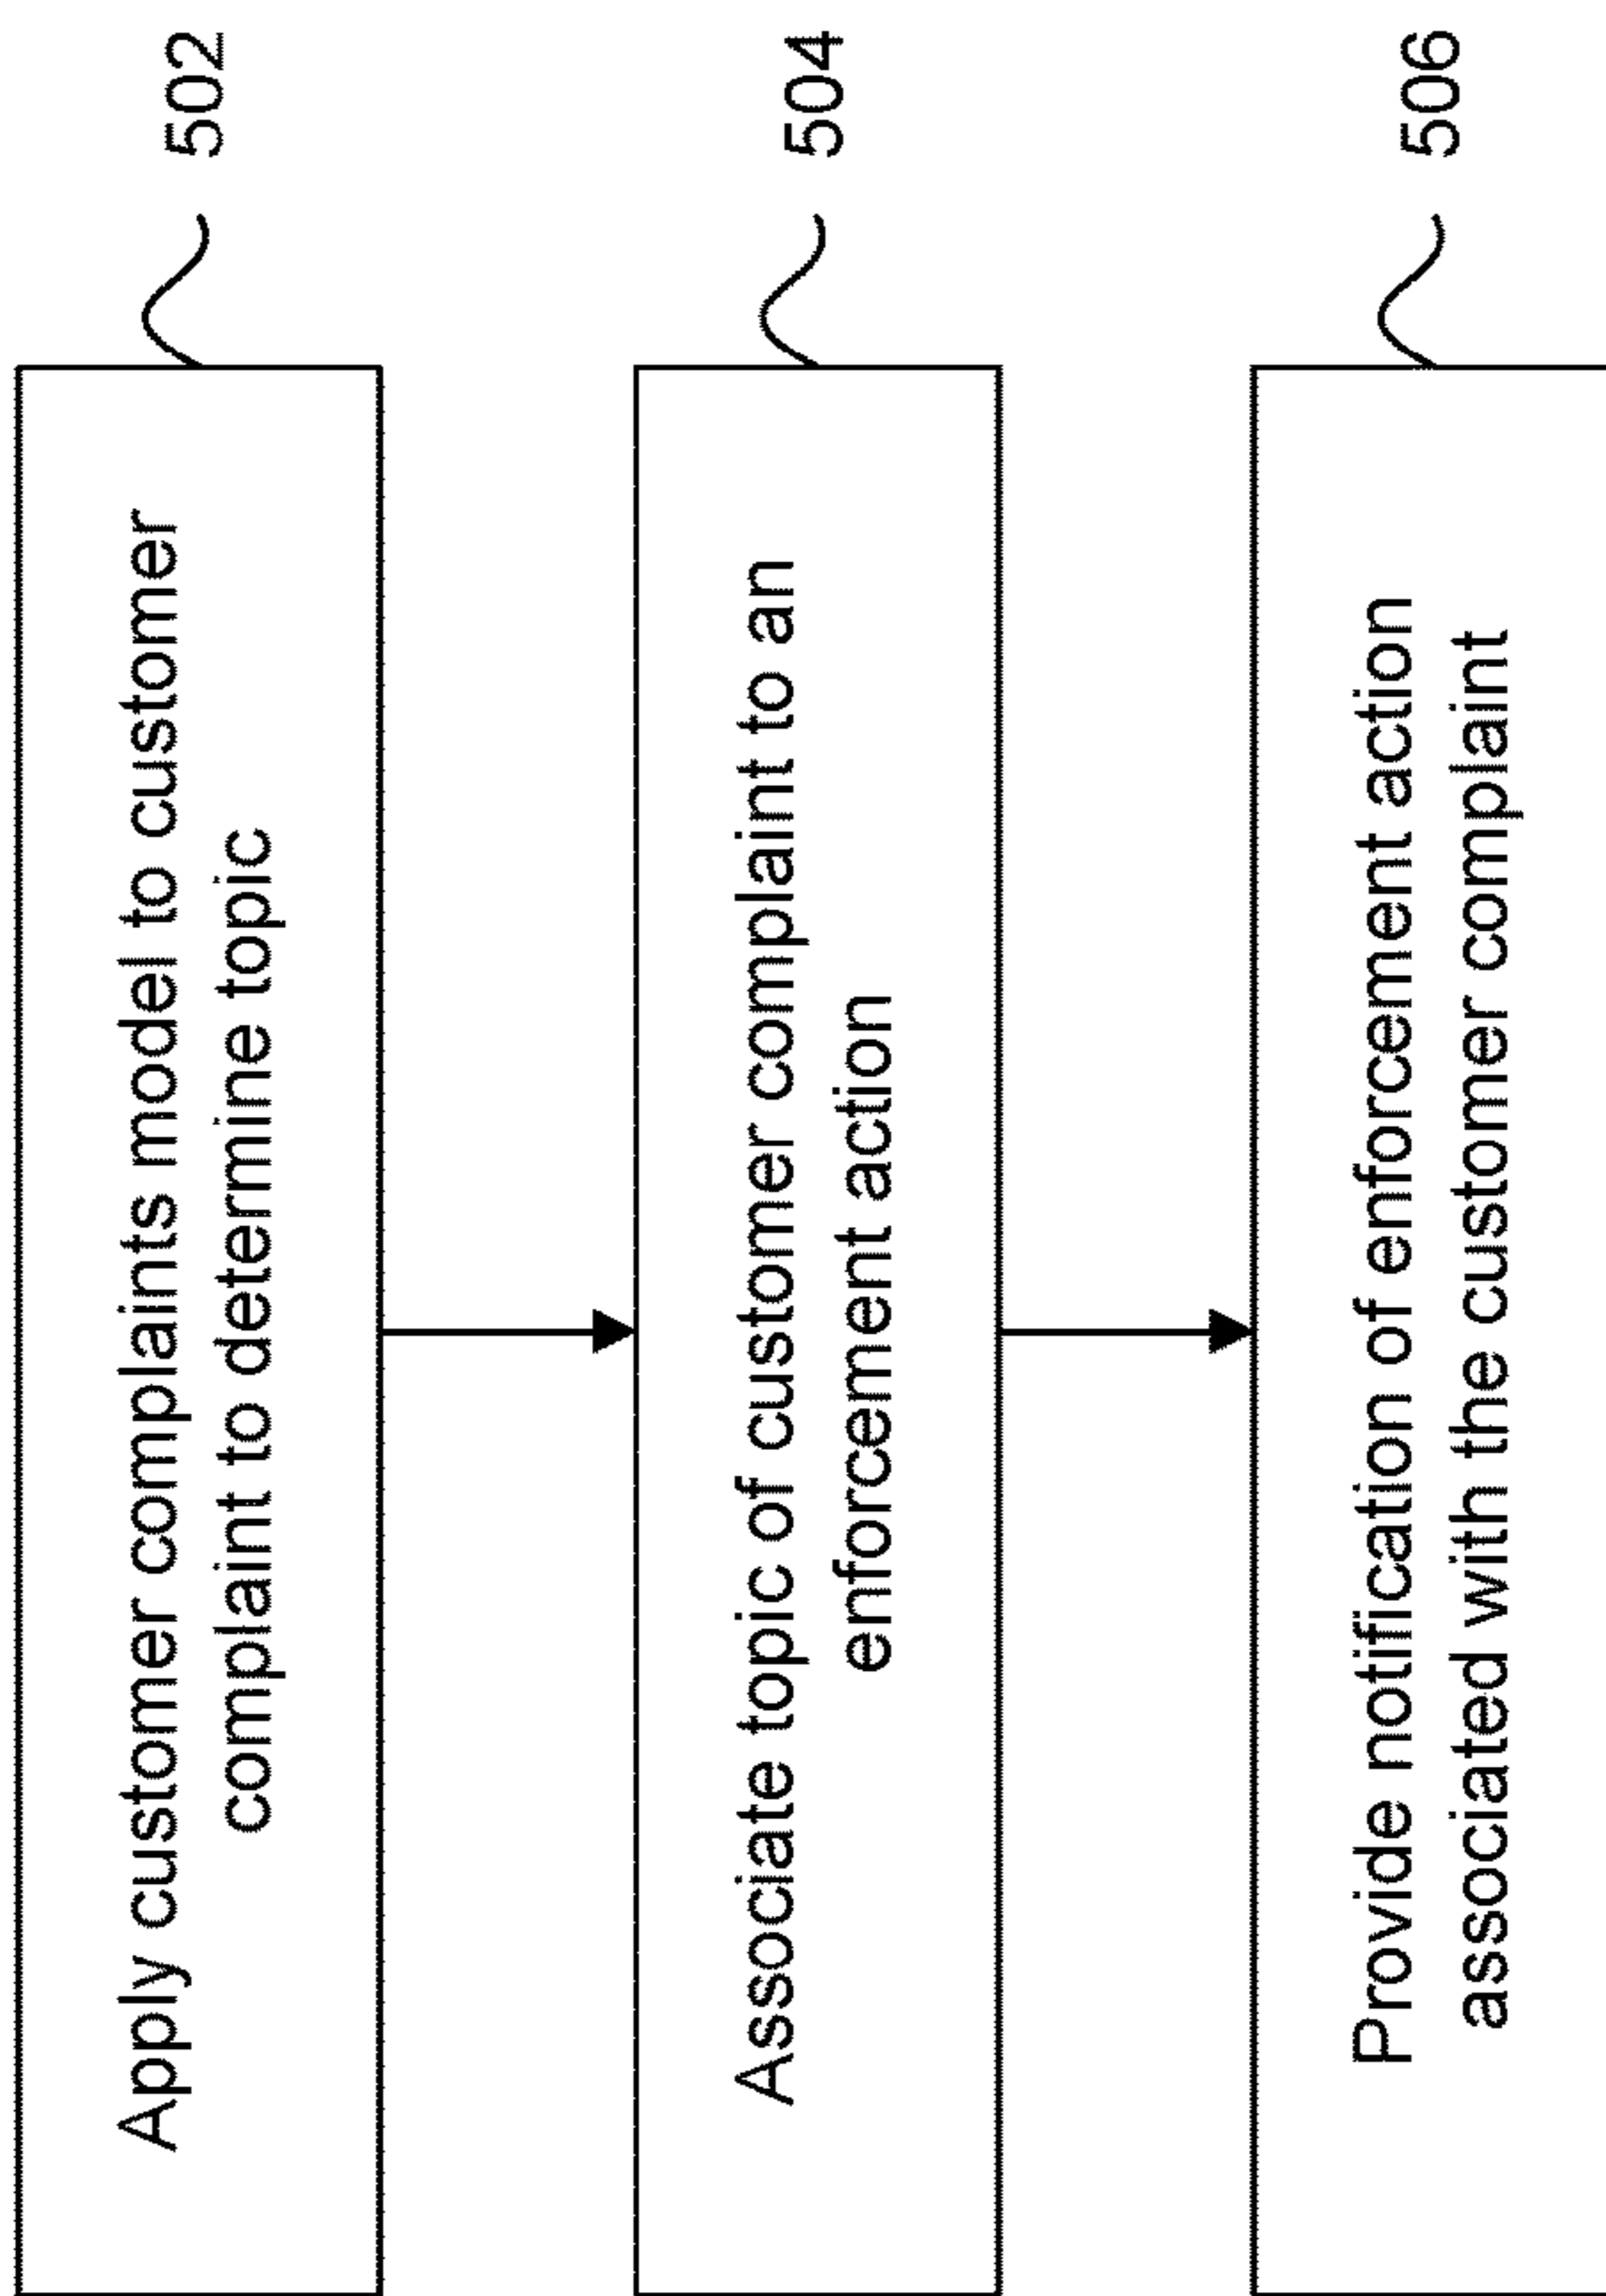 Apply customer complaints model to customer
complaint to determine topic
502
Associate topic of customer complaint to an
enforcement action
504
Provide notification of enforcement action
associated with the customer complaint
506